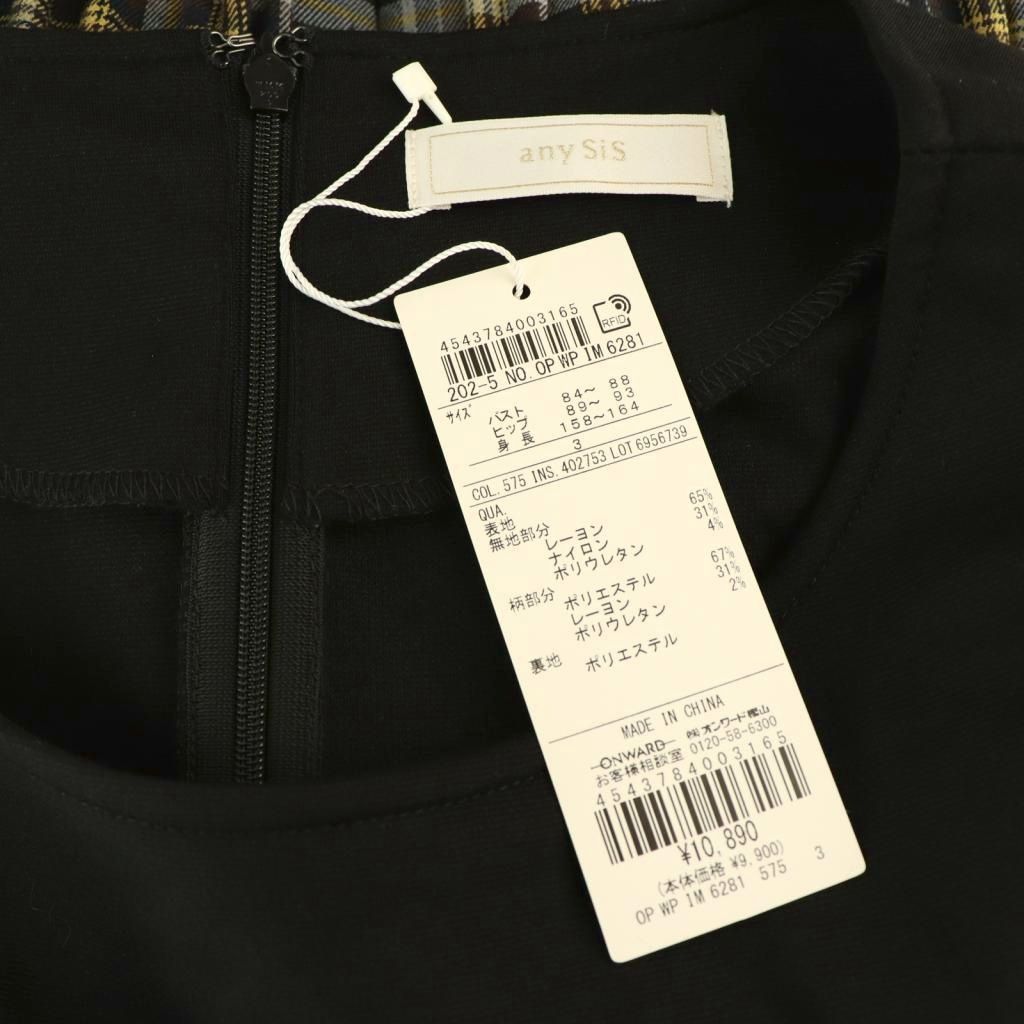 any SiS
4543784003165
RFID
202-5 NO. OP WP IM 6281
サイズ
バスト 84～ 88
ヒップ 89～ 93
身長 158～164
3
COL. 575 INS. 402753 LOT 6956739
QUA.
表地
無地部分
レーヨン 65%
ナイロン 31%
ポリウレタン 4%
柄部分 ポリエステル 67%
レーヨン 31%
ポリウレタン 2%
裏地 ポリエステル
MADE IN CHINA
ONWARD ㈱オンワード樫山
お客様相談室 0120-58-6300
4543784003165
¥10,890
(本体価格 ¥9,900)
OP WP IM 6281 575 3